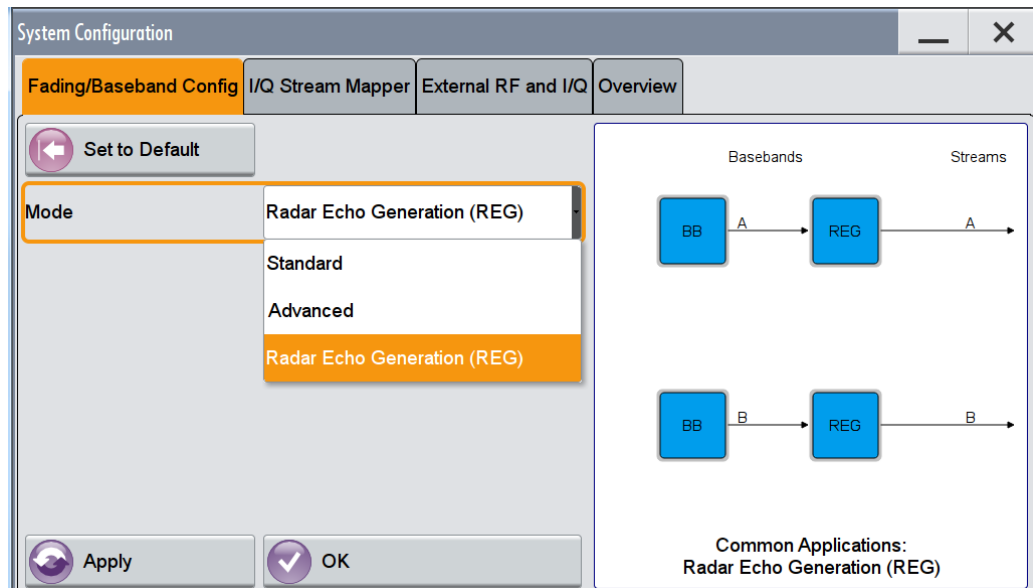 System Configuration
Fading/Baseband Config I/Q Stream Mapper External RF and I/Q Overview
Set to Default
Mode
Radar Echo Generation (REG)
Standard
Advanced
Radar Echo Generation (REG)
Apply
OK
Basebands Streams
BB A REG A
BB B REG B
Common Applications:
Radar Echo Generation (REG)